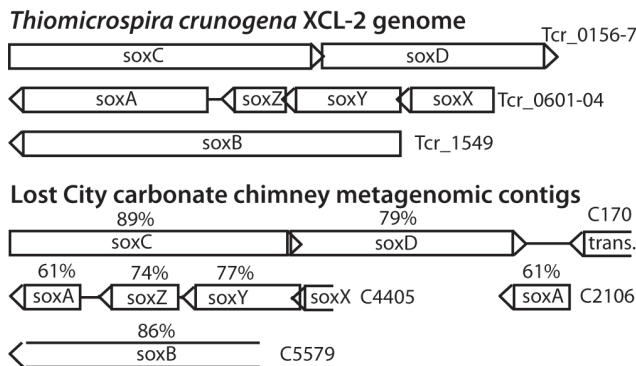 Thiomicrospira crunogena XCL-2 genome
soxC soxD Tcr_0156-7
soxA soxZ soxY soxX Tcr_0601-04
soxB Tcr_1549
Lost City carbonate chimney metagenomic contigs
89% 79% C170
soxC soxD trans.
61% 74% 77% 61%
soxA soxZ soxY soxX C4405 soxA C2106
86%
soxB C5579